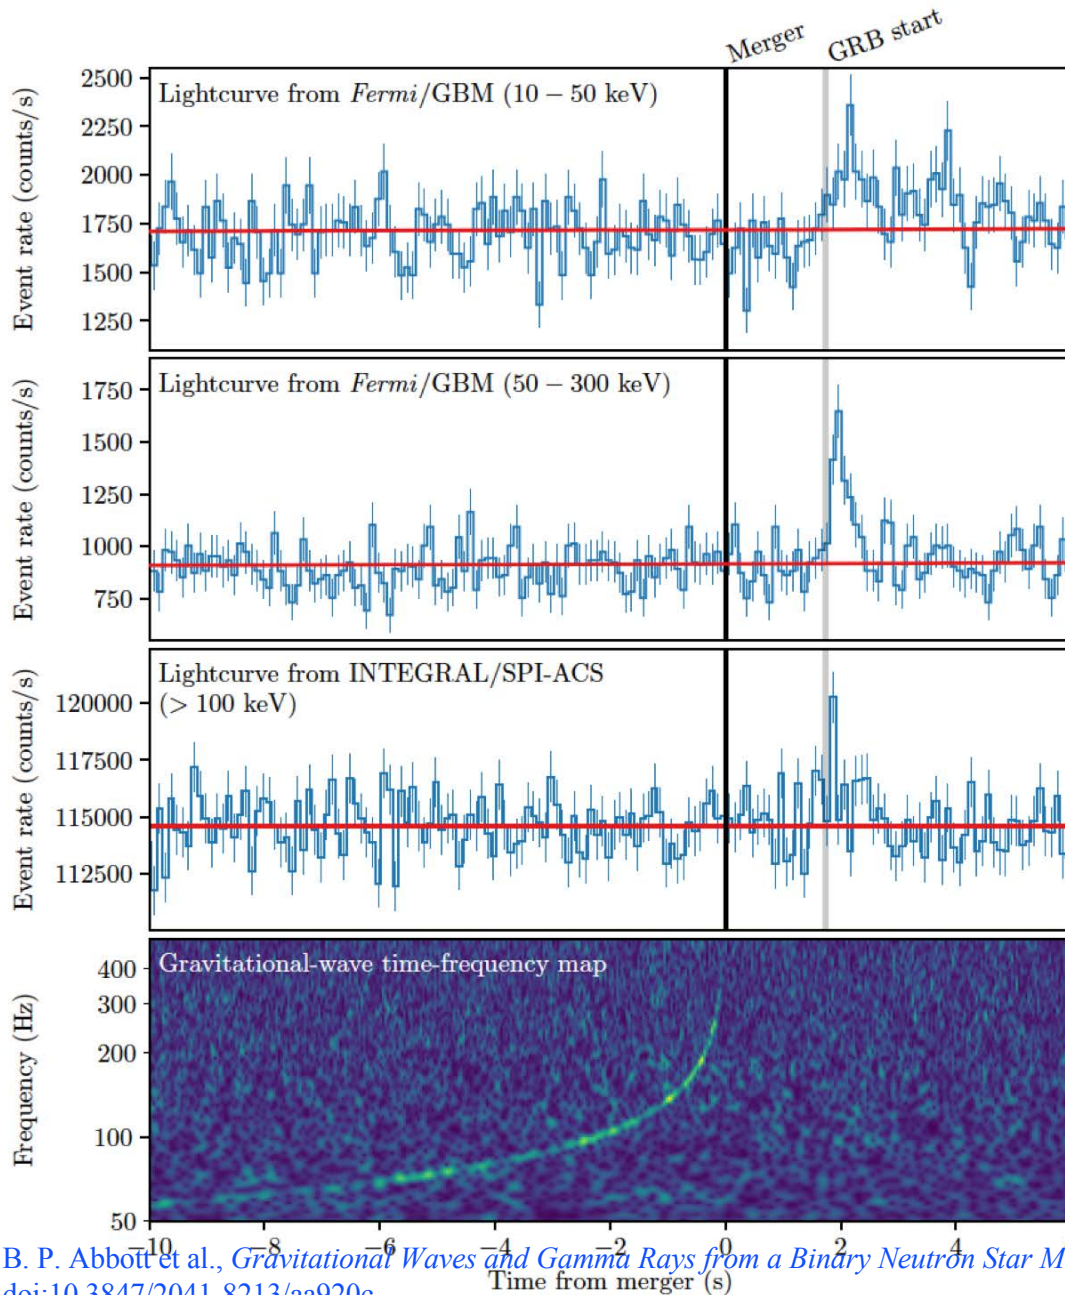 Merger
GRB start
Lightcurve from Fermi/GBM (10 − 50 keV)
Event rate (counts/s)
2500
2250
2000
1750
1500
1250
Lightcurve from Fermi/GBM (50 − 300 keV)
Event rate (counts/s)
1750
1500
1250
1000
750
Lightcurve from INTEGRAL/SPI-ACS
(> 100 keV)
Event rate (counts/s)
120000
117500
115000
112500
Gravitational-wave time-frequency map
Frequency (Hz)
400
300
200
100
50
−10 −8 −6 −4 −2 0 2 4
Time from merger (s)
B. P. Abbott et al., Gravitational Waves and Gamma Rays from a Binary Neutron Star M
doi:10.3847/2041-8213/aa920c